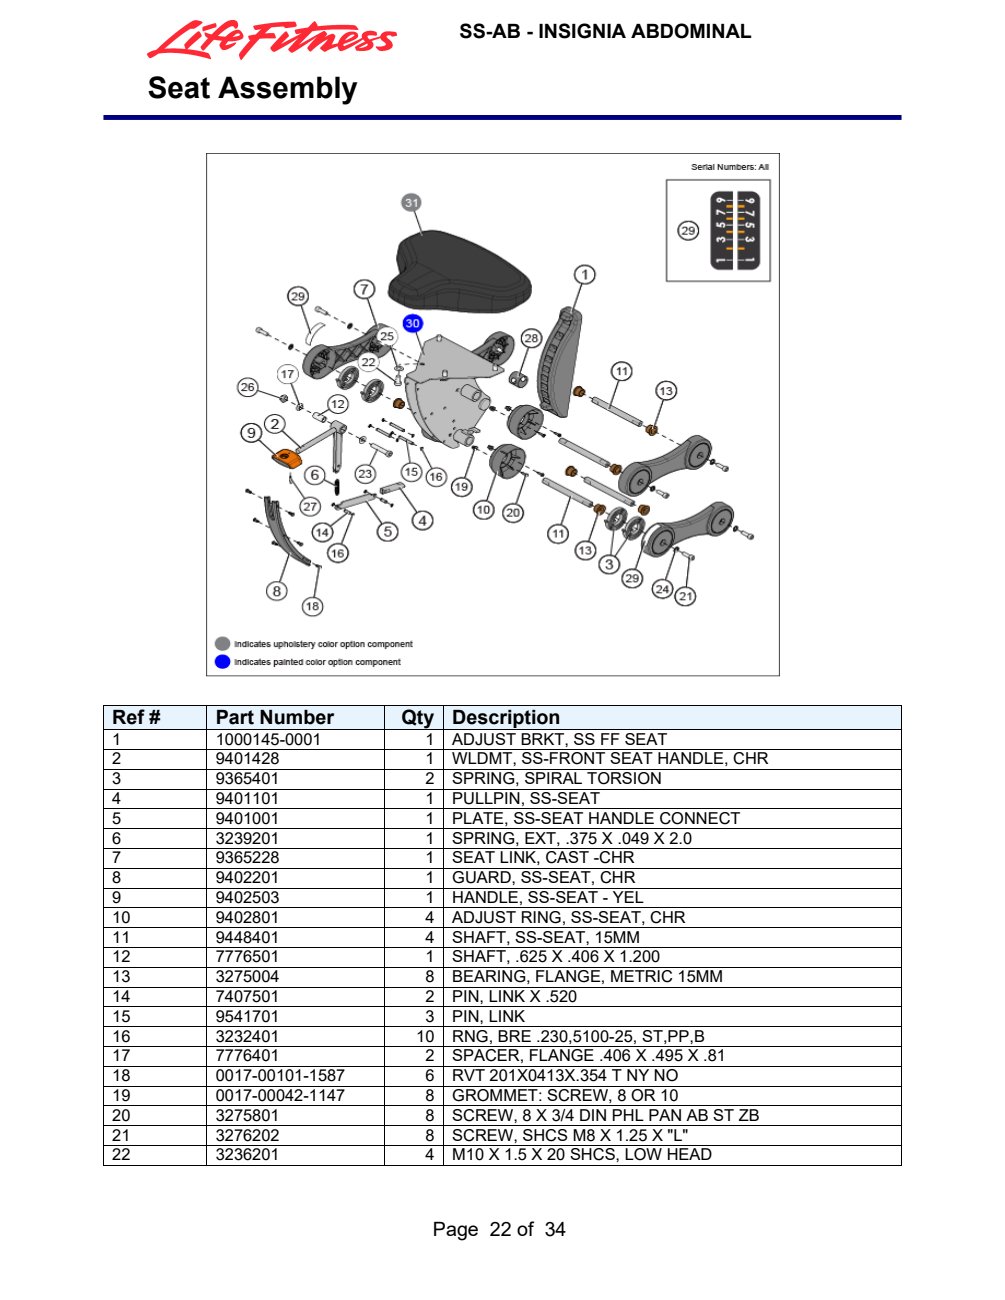 Life Fitness
SS-AB - INSIGNIA ABDOMINAL
Seat Assembly
Serial Numbers: All
31
29
9 7 5 3 1
9 7 5 3 1
1
29
7
30
25
28
22
11
17
26
12
13
2
9
23
15
16
6
19
27
10
20
4
14
5
11
16
13
3
29
8
24
21
18
Indicates upholstery color option component
Indicates painted color option component
Ref # Part Number Qty Description
1 1000145-0001 1 ADJUST BRKT, SS FF SEAT
2 9401428 1 WLDMT, SS-FRONT SEAT HANDLE, CHR
3 9365401 2 SPRING, SPIRAL TORSION
4 9401101 1 PULLPIN, SS-SEAT
5 9401001 1 PLATE, SS-SEAT HANDLE CONNECT
6 3239201 1 SPRING, EXT, .375 X .049 X 2.0
7 9365228 1 SEAT LINK, CAST -CHR
8 9402201 1 GUARD, SS-SEAT, CHR
9 9402503 1 HANDLE, SS-SEAT - YEL
10 9402801 4 ADJUST RING, SS-SEAT, CHR
11 9448401 4 SHAFT, SS-SEAT, 15MM
12 7776501 1 SHAFT, .625 X .406 X 1.200
13 3275004 8 BEARING, FLANGE, METRIC 15MM
14 7407501 2 PIN, LINK X .520
15 9541701 3 PIN, LINK
16 3232401 10 RNG, BRE .230,5100-25, ST,PP,B
17 7776401 2 SPACER, FLANGE .406 X .495 X .81
18 0017-00101-1587 6 RVT 201X0413X.354 T NY NO
19 0017-00042-1147 8 GROMMET: SCREW, 8 OR 10
20 3275801 8 SCREW, 8 X 3/4 DIN PHL PAN AB ST ZB
21 3276202 8 SCREW, SHCS M8 X 1.25 X "L"
22 3236201 4 M10 X 1.5 X 20 SHCS, LOW HEAD
Page 22 of 34